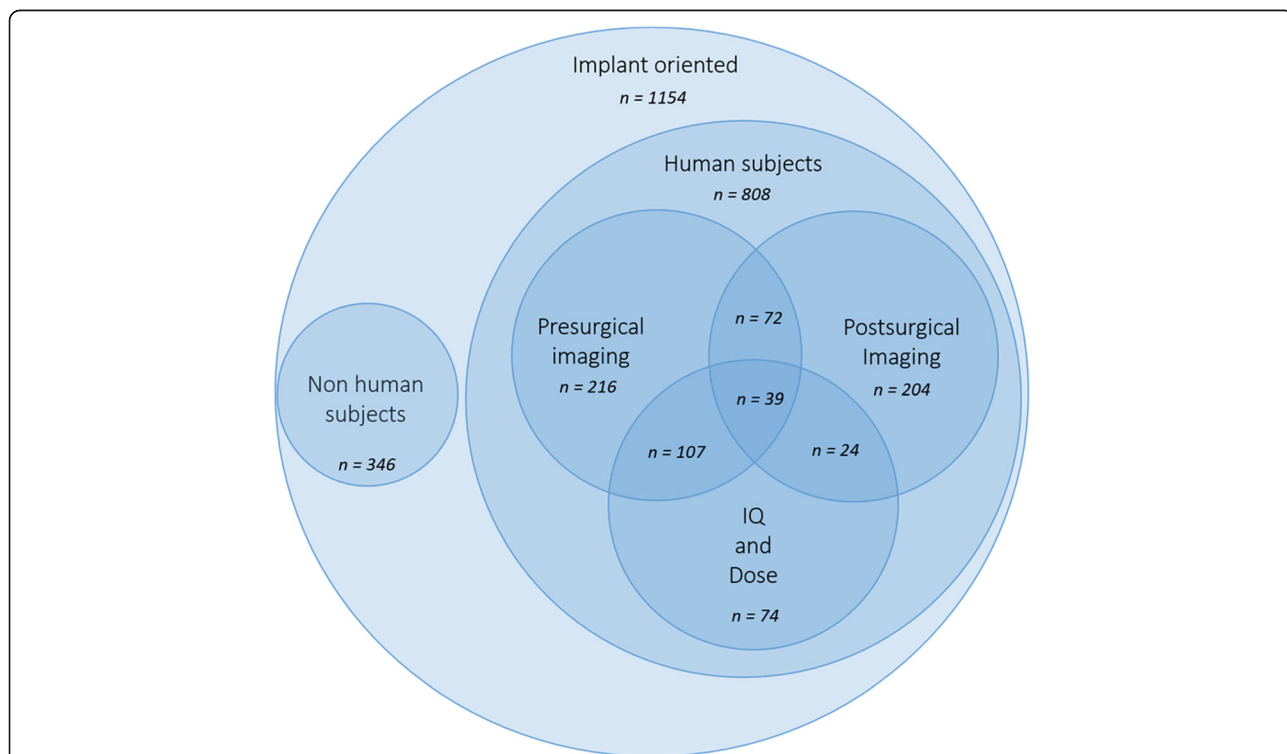 Implant oriented
n = 1154
Human subjects
n = 808
Presurgical
imaging
n = 216
n = 72
Postsurgical
Imaging
n = 204
Non human
subjects
n = 346
n = 39
n = 107
n = 24
IQ
and
Dose
n = 74